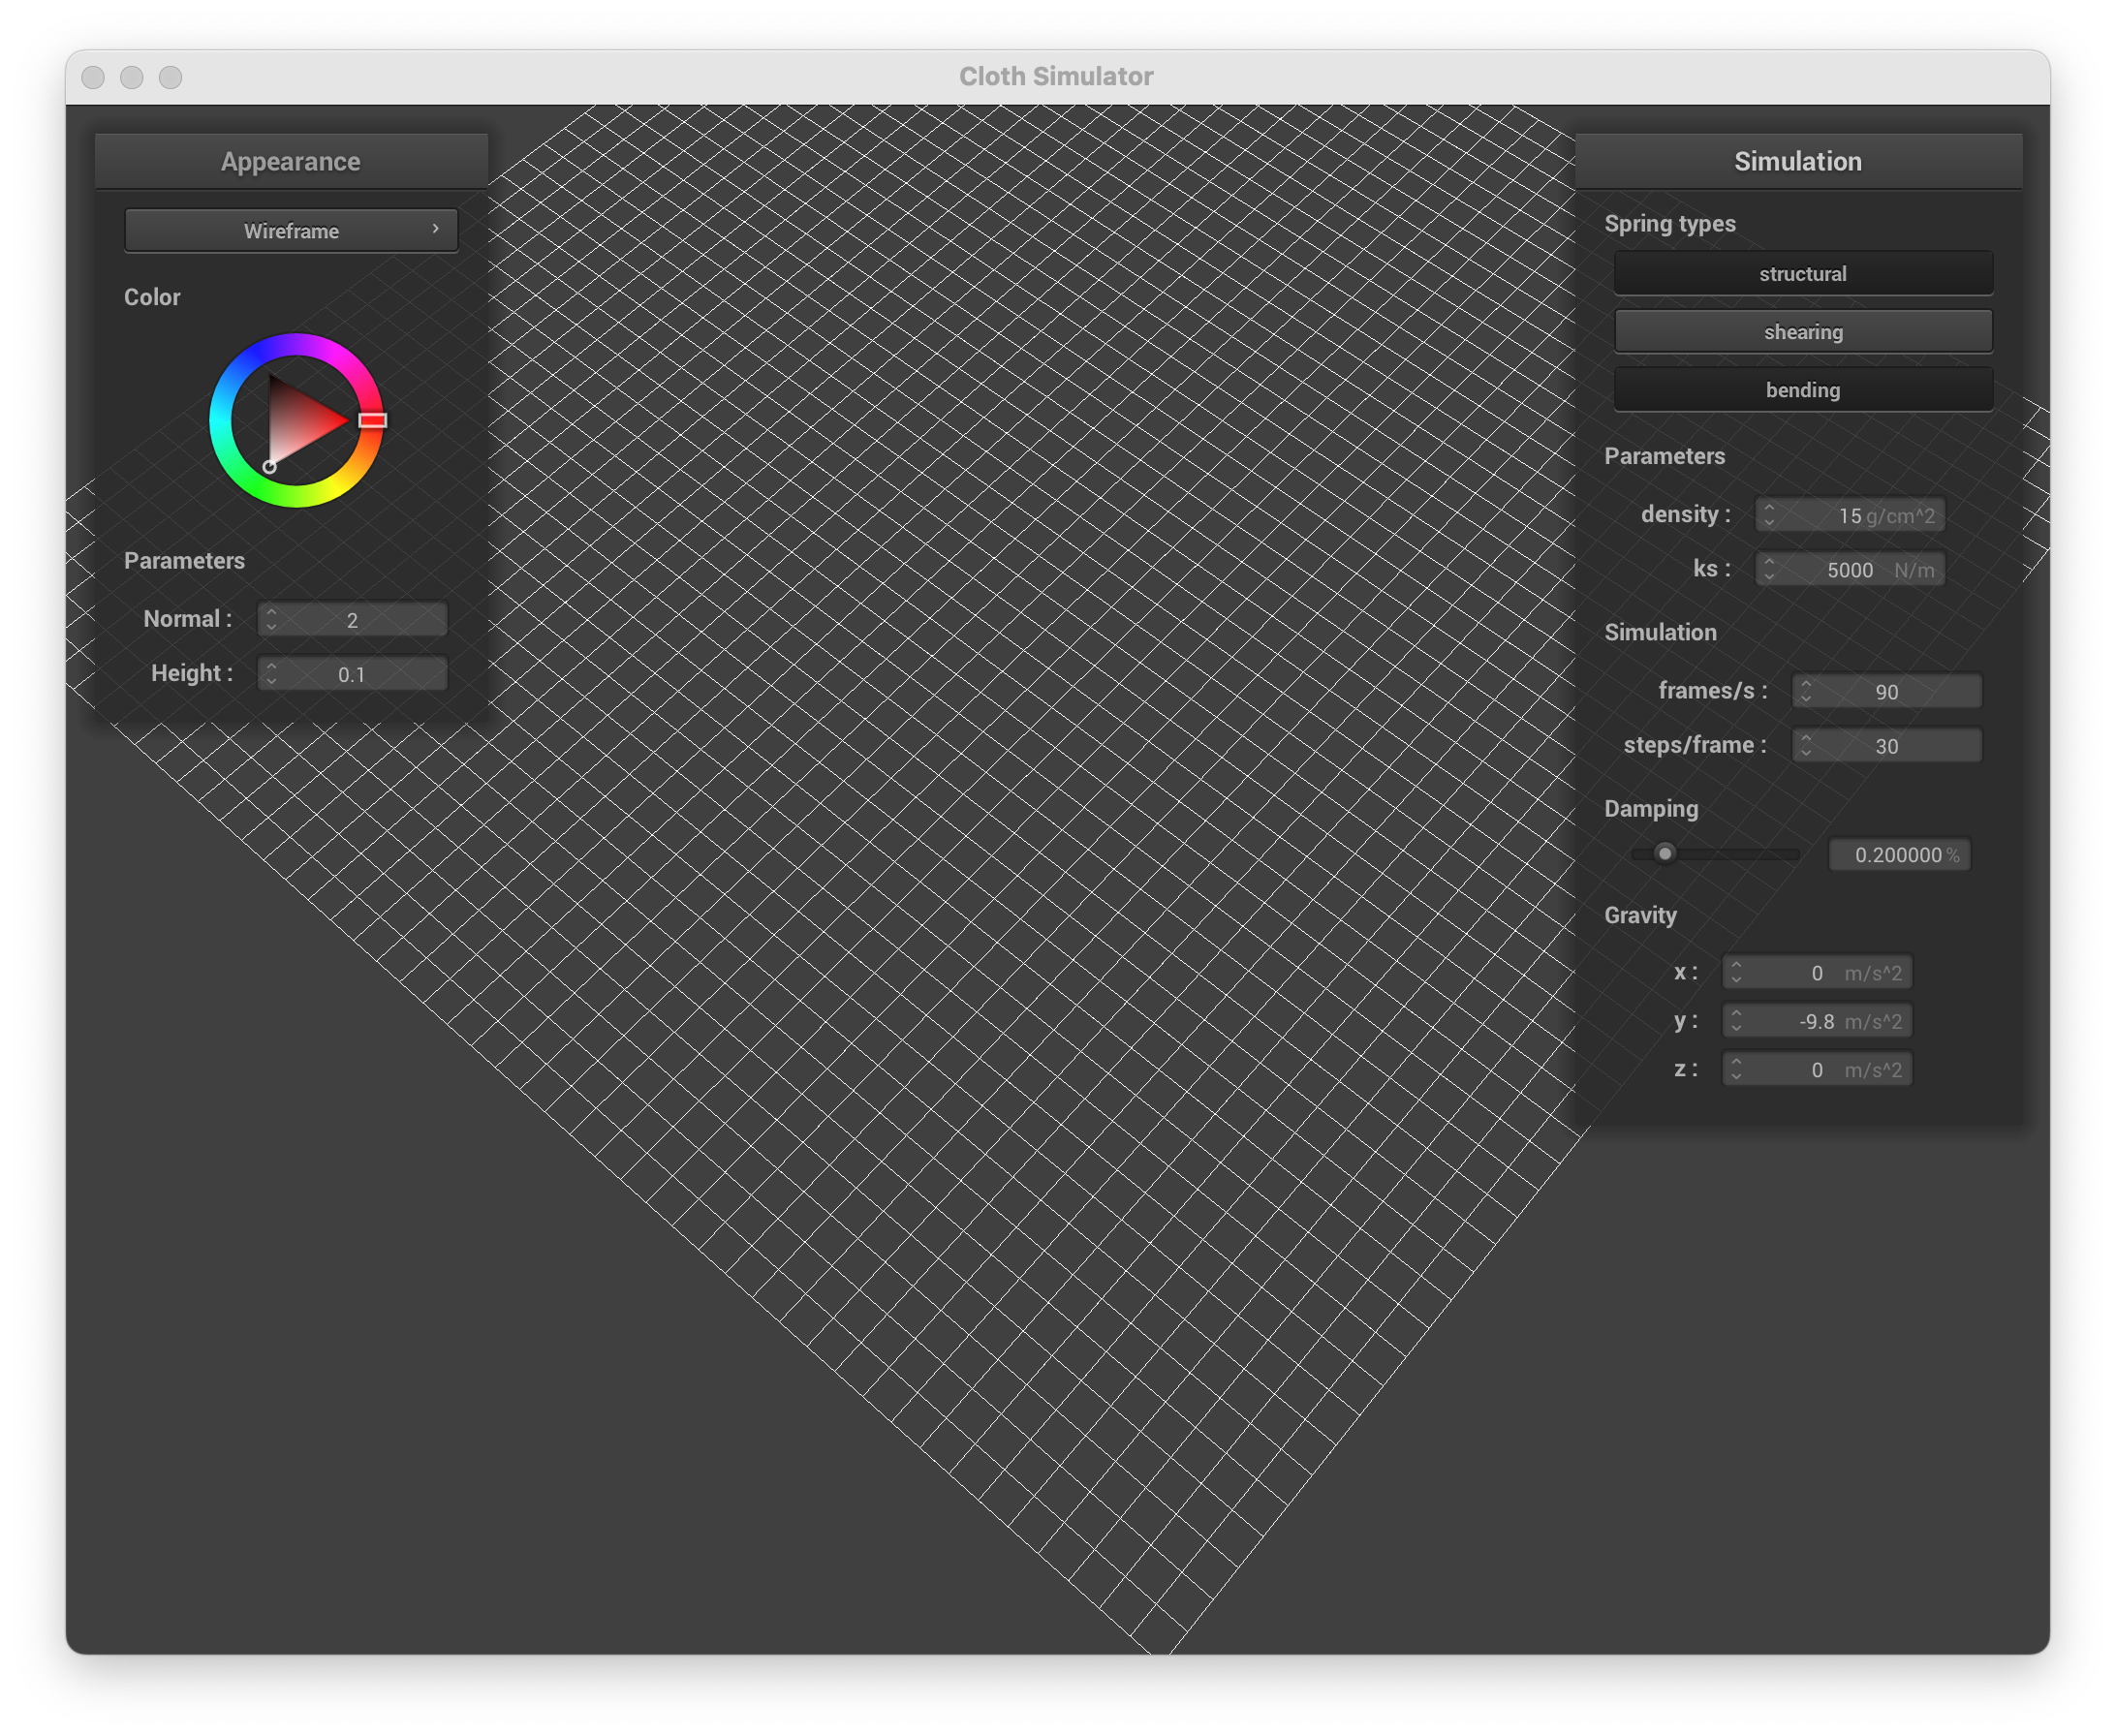 Cloth Simulator
Appearance
Wireframe
Color
Parameters
Normal : 2
Height : 0.1
Simulation
Spring types
structural
shearing
bending
Parameters
density : 15 g/cm^2
ks : 5000 N/m
Simulation
frames/s : 90
steps/frame : 30
Damping
0.200000 %
Gravity
x : 0 m/s^2
y : -9.8 m/s^2
z : 0 m/s^2